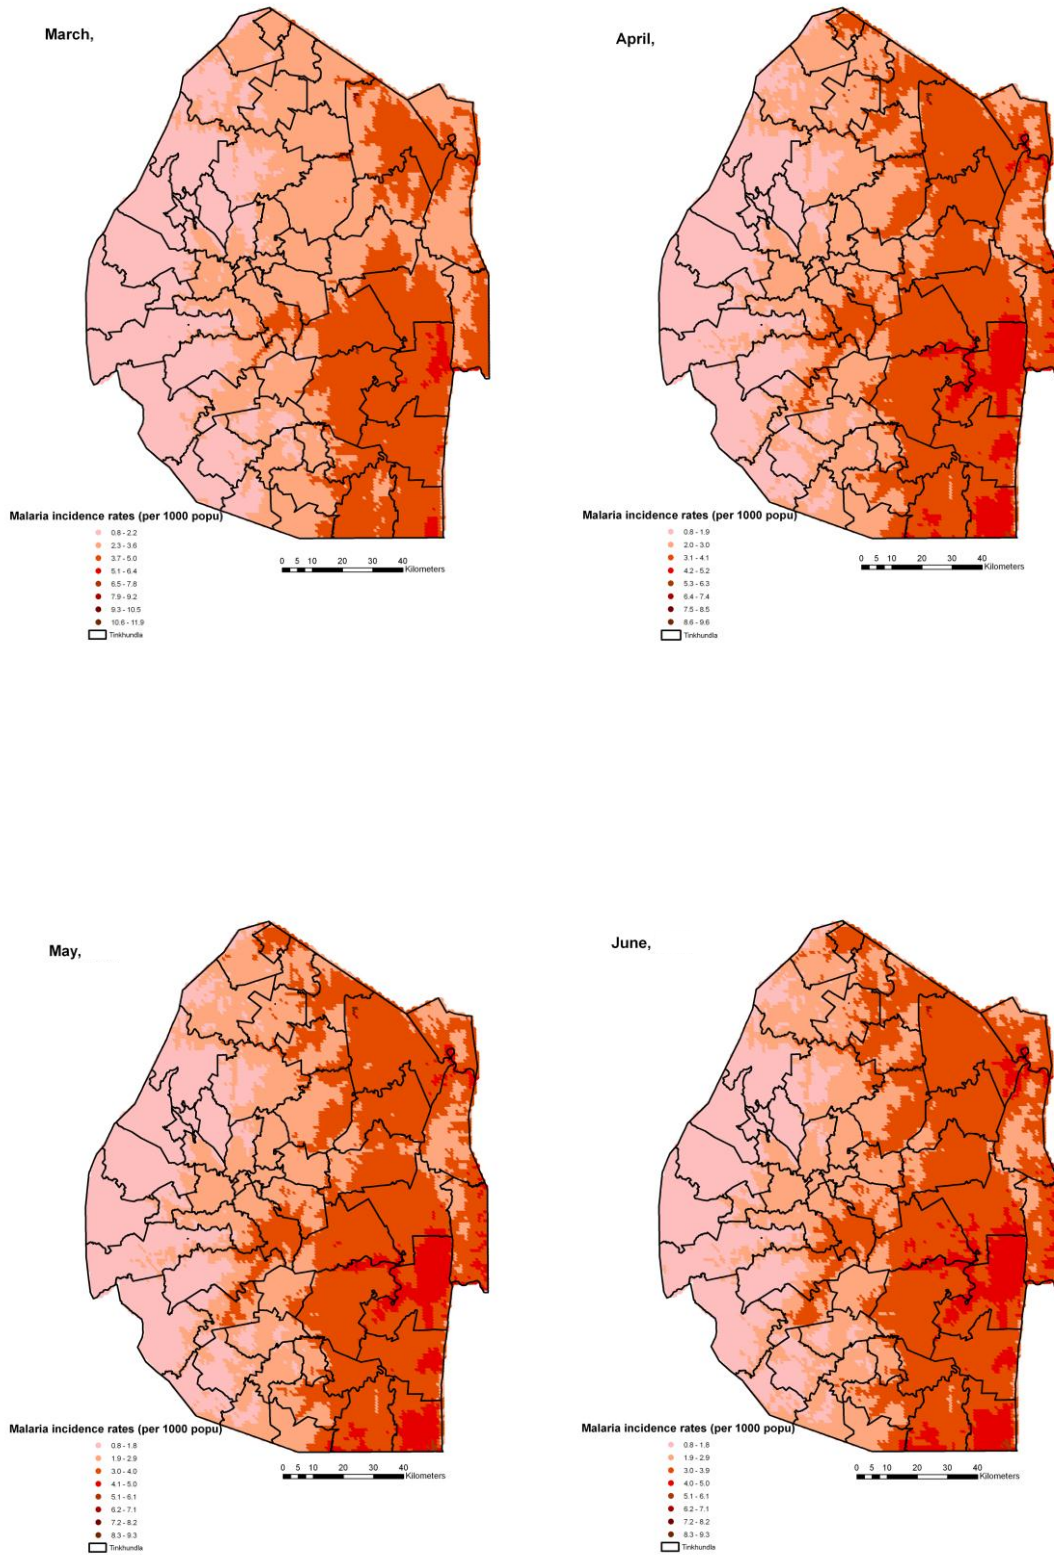 March,
Malaria incidence rates (per 1000 popu)
0.8 - 2.2
2.3 - 3.6
3.7 - 5.0
5.1 - 6.4
6.5 - 7.8
7.9 - 9.2
9.3 - 10.5
10.6 - 11.9
Tinkhundla
0 5 10 20 30 40
Kilometers
April,
Malaria incidence rates (per 1000 popu)
0.8 - 1.9
2.0 - 3.0
3.1 - 4.1
4.2 - 5.2
5.3 - 6.3
6.4 - 7.4
7.5 - 8.5
8.6 - 9.6
Tinkhundla
0 5 10 20 30 40
Kilometers
May,
Malaria incidence rates (per 1000 popu)
0.8 - 1.8
1.9 - 2.9
3.0 - 4.0
4.1 - 5.0
5.1 - 6.1
6.2 - 7.1
7.2 - 8.2
8.3 - 9.3
Tinkhundla
0 5 10 20 30 40
Kilometers
June,
Malaria incidence rates (per 1000 popu)
0.8 - 1.8
1.9 - 2.9
3.0 - 3.9
4.0 - 5.0
5.1 - 6.1
6.2 - 7.1
7.2 - 8.2
8.3 - 9.3
Tinkhundla
0 5 10 20 30 40
Kilometers